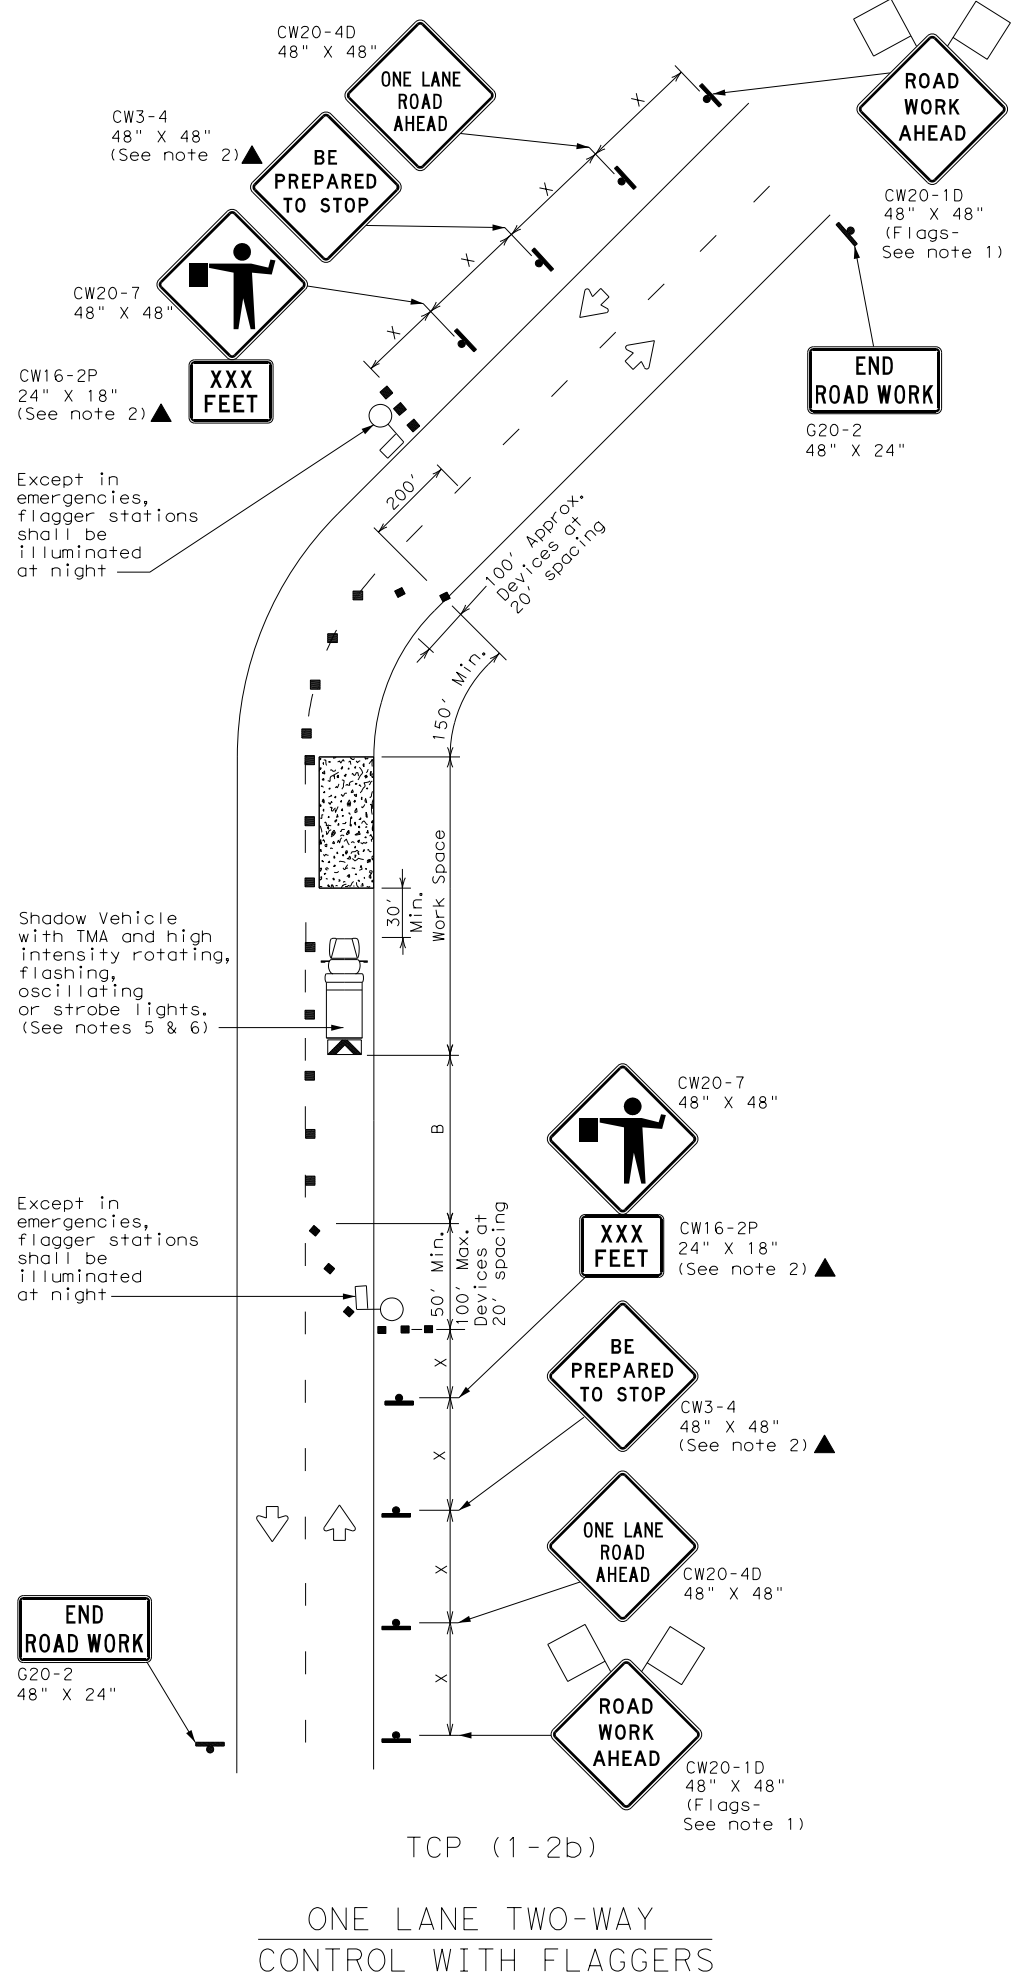 CW20-4D
48" X 48"
ONE LANE
ROAD
AHEAD
ROAD
WORK
AHEAD
CW20-1D
48" X 48"
(Flags-
See note 1)
CW3-4
48" X 48"
(See note 2)
BE
PREPARED
TO STOP
CW20-7
48" X 48"
XXX
FEET
CW16-2P
24" X 18"
(See note 2)
X
X
X
X
END
ROAD WORK
G20-2
48" X 24"
Except in
emergencies,
flagger stations
shall be
illuminated
at night
200'
100' Approx.
Devices at
20' spacing
150' Min.
Work Space
30'
Min.
Shadow Vehicle
with TMA and high
intensity rotating,
flashing,
oscillating
or strobe lights.
(See notes 5 & 6)
B
CW20-7
48" X 48"
XXX
FEET
CW16-2P
24" X 18"
(See note 2)
Except in
emergencies,
flagger stations
shall be
illuminated
at night
50' Min.
100' Max.
Devices at
20' spacing
X
X
X
X
BE
PREPARED
TO STOP
CW3-4
48" X 48"
(See note 2)
ONE LANE
ROAD
AHEAD
CW20-4D
48" X 48"
END
ROAD WORK
G20-2
48" X 24"
ROAD
WORK
AHEAD
CW20-1D
48" X 48"
(Flags-
See note 1)
TCP (1-2b)
ONE LANE TWO-WAY
CONTROL WITH FLAGGERS